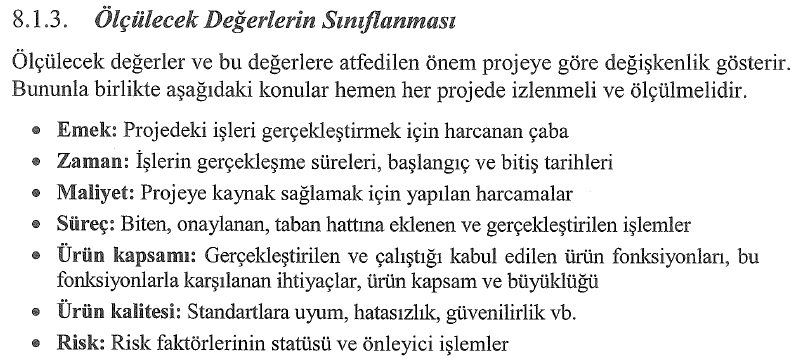 8.1.3. Ölçülecek Değerlerin Sınıflanması
Ölçülecek değerler ve bu değerlere atfedilen önem projeye göre değişkenlik gösterir.
Bununla birlikte aşağıdaki konular hemen her projede izlenmeli ve ölçülmelidir.
• Emek: Projedeki işleri gerçekleştirmek için harcanan çaba
• Zaman: İşlerin gerçekleşme süreleri, başlangıç ve bitiş tarihleri
• Maliyet: Projeye kaynak sağlamak için yapılan harcamalar
• Süreç: Biten, onaylanan, taban hattına eklenen ve gerçekleştirilen işlemler
• Ürün kapsamı: Gerçekleştirilen ve çalıştığı kabul edilen ürün fonksiyonları, bu
fonksiyonlarla karşılanan ihtiyaçlar, ürün kapsam ve büyüklüğü
• Ürün kalitesi: Standartlara uyum, hatasızlık, güvenilirlik vb.
• Risk: Risk faktörlerinin statüsü ve önleyici işlemler